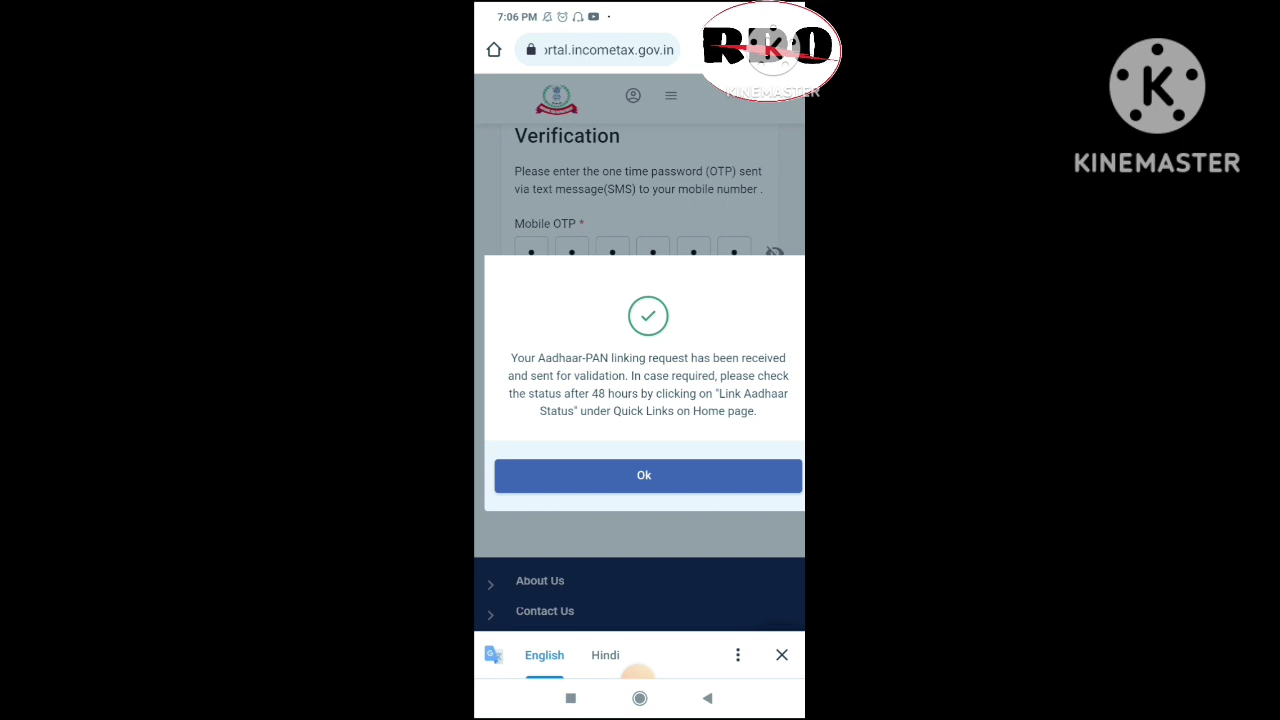 7:06 PM
ortal.incometax.gov.in
RBO
KINEMASTER
K
KINEMASTER
Verification
Please enter the one time password (OTP) sent
via text message(SMS) to your mobile number .
Mobile OTP *
Your Aadhaar-PAN linking request has been received
and sent for validation. In case required, please check
the status after 48 hours by clicking on "Link Aadhaar
Status" under Quick Links on Home page.
Ok
About Us
Contact Us
English Hindi